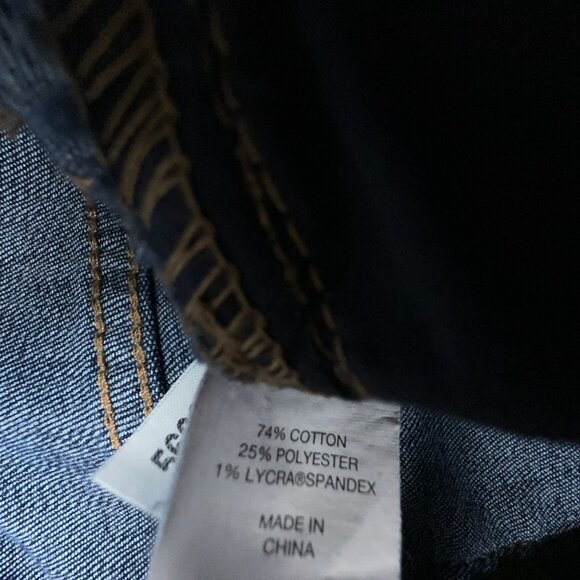 74% COTTON
25% POLYESTER
1% LYCRA®SPANDEX
MADE IN
CHINA